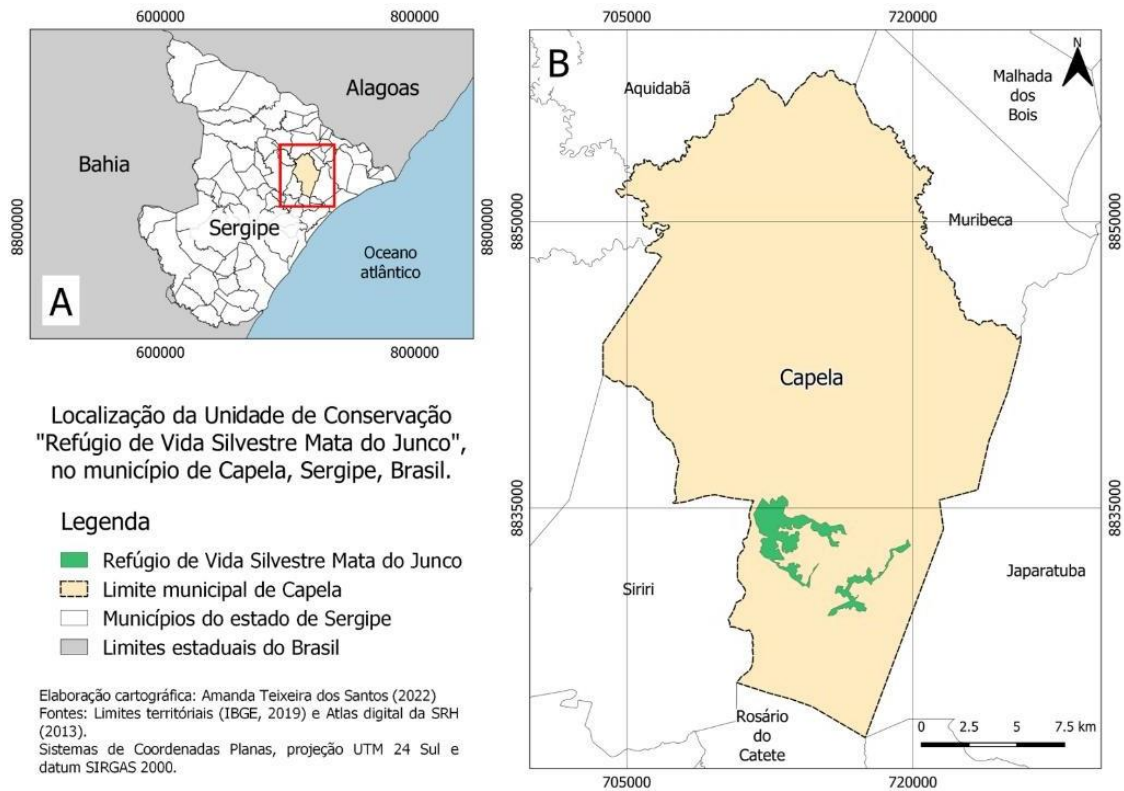 600000
800000
Alagoas
Bahia
Sergipe
Oceano
atlântico
A
8800000
8800000
600000
800000
Localização da Unidade de Conservação
"Refúgio de Vida Silvestre Mata do Junco",
no município de Capela, Sergipe, Brasil.
Legenda
Refúgio de Vida Silvestre Mata do Junco
Limite municipal de Capela
Municípios do estado de Sergipe
Limites estaduais do Brasil
Elaboração cartográfica: Amanda Teixeira dos Santos (2022)
Fontes: Limites territóriais (IBGE, 2019) e Atlas digital da SRH
(2013).
Sistemas de Coordenadas Planas, projeção UTM 24 Sul e
datum SIRGAS 2000.
705000
720000
B
N
Aquidabã
Malhada
dos
Bois
8850000
8850000
Muribeca
Capela
8835000
8835000
Siriri
Japaratuba
Rosário
do
Catete
0 2.5 5 7.5 km
705000
720000